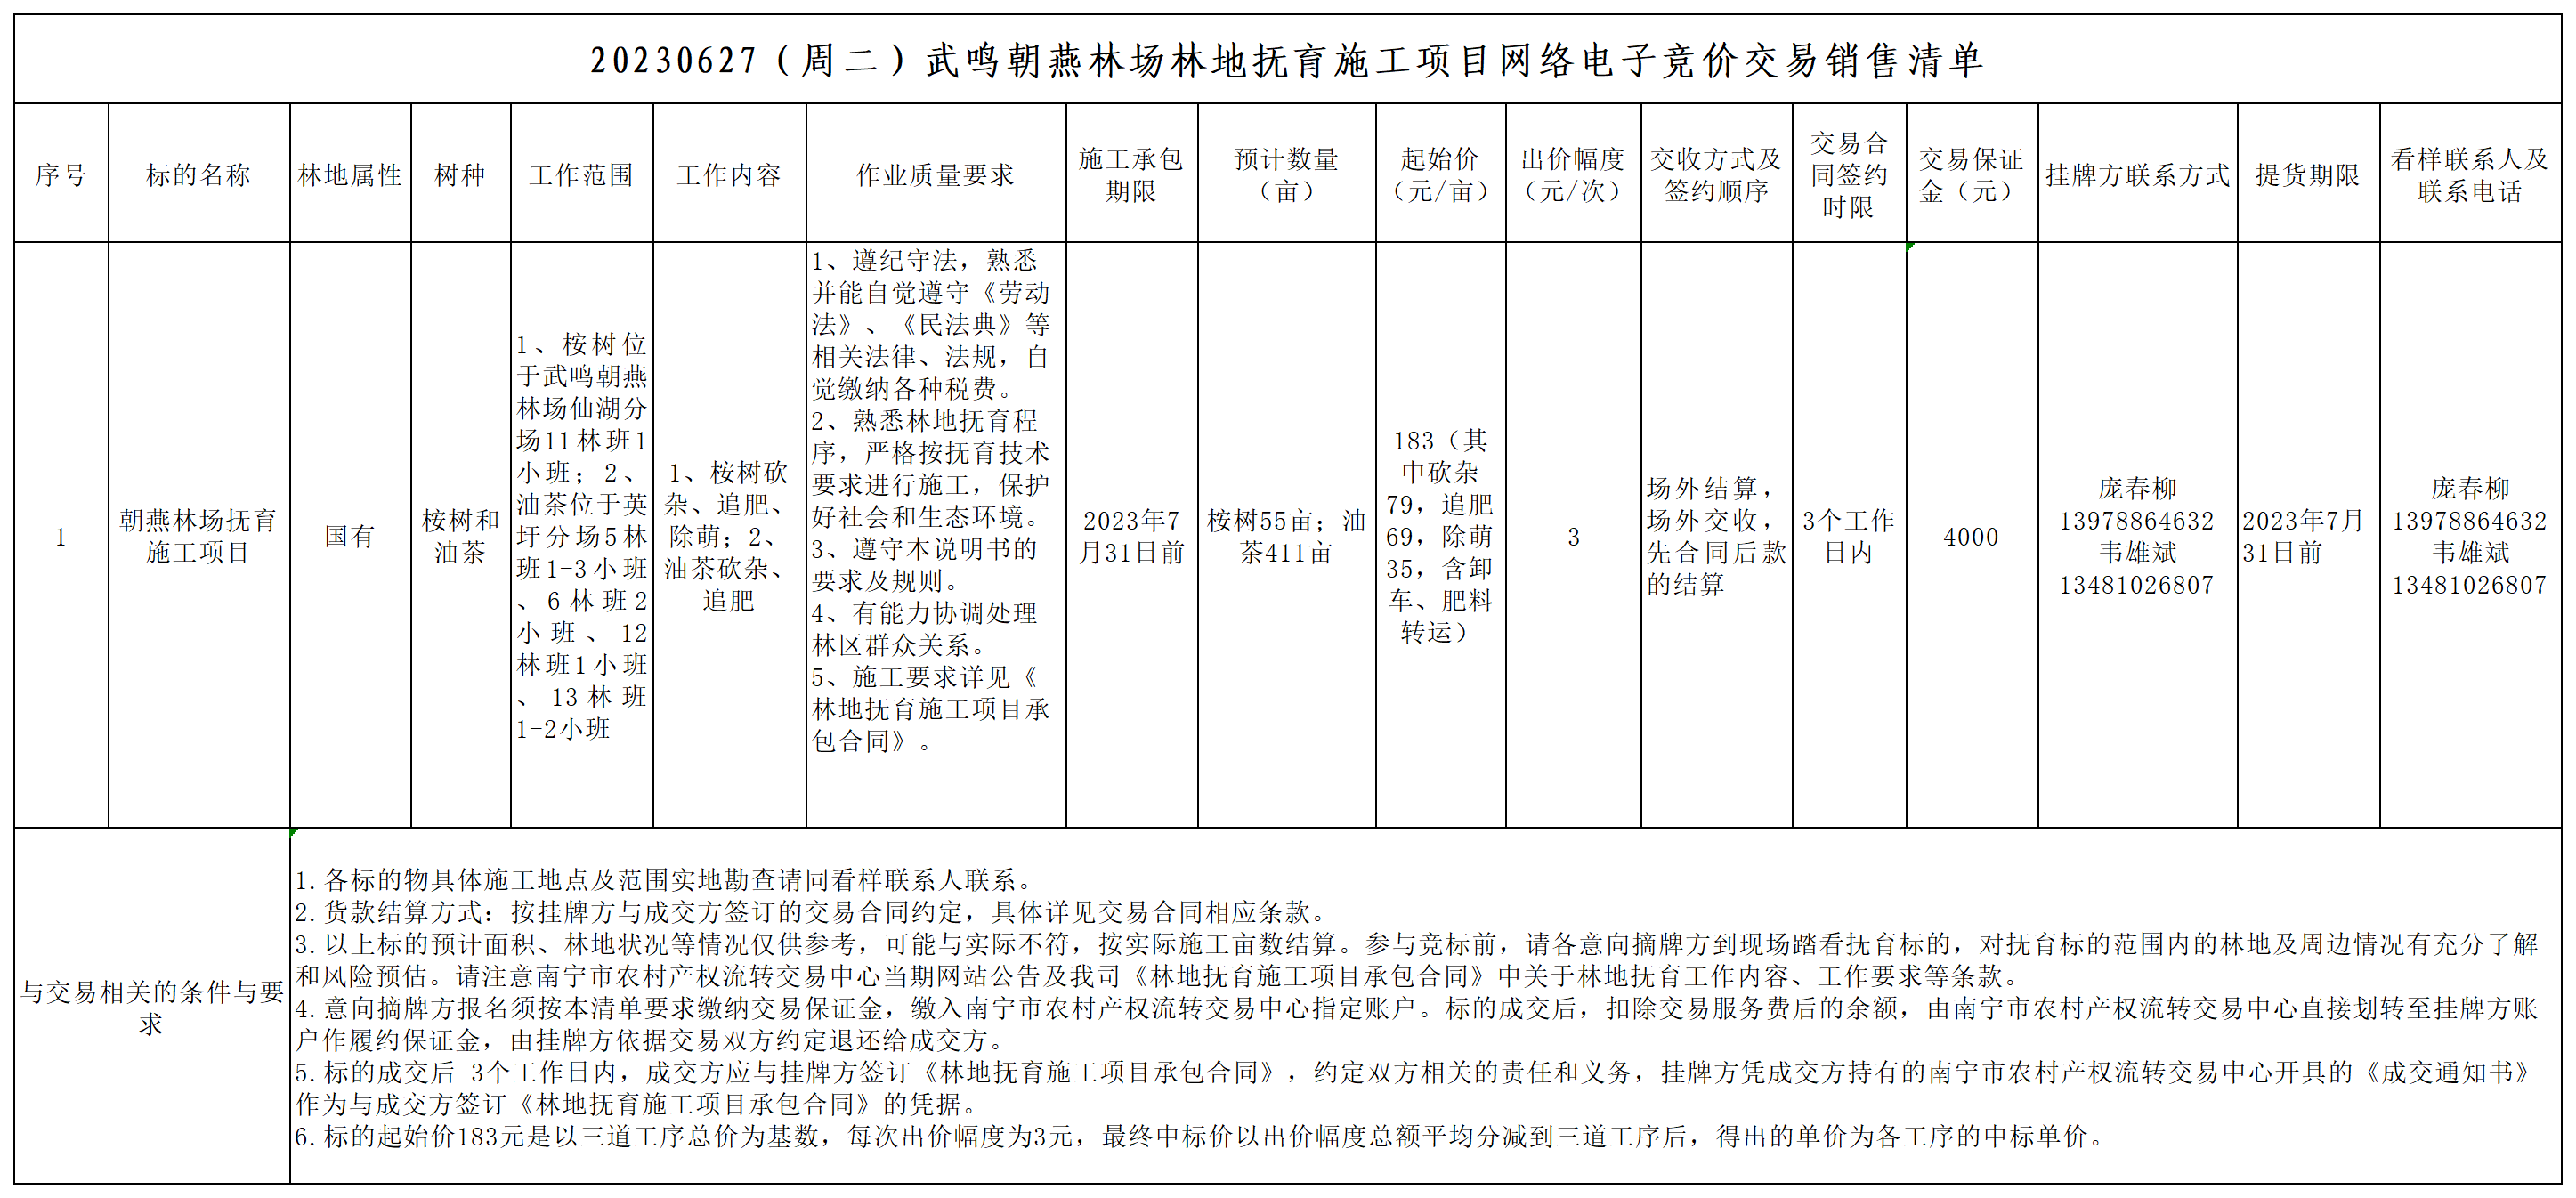 20230627（周二）武鸣朝燕林场林地抚育施工项目网络电子竞价交易销售清单
序号
标的名称
林地属性
树种
工作范围
工作内容
作业质量要求
施工承包
期限
预计数量
（亩）
起始价
（元/亩）
出价幅度
（元/次）
交收方式及
签约顺序
交易合
同签约
时限
交易保证
金（元）
挂牌方联系方式
提货期限
看样联系人及
联系电话
1
朝燕林场抚育
施工项目
国有
桉树和
油茶
1、桉树位
于武鸣朝燕
林场仙湖分
场11林班1
小班；2、
油茶位于英
圩分场5林
班1-3小班
、6林班2
小班、12
林班1小班
、13林班
1-2小班
1、桉树砍
杂、追肥、
除萌；2、
油茶砍杂、
追肥
1、遵纪守法，熟悉
并能自觉遵守《劳动
法》、《民法典》等
相关法律、法规，自
觉缴纳各种税费。
2、熟悉林地抚育程
序，严格按抚育技术
要求进行施工，保护
好社会和生态环境。
3、遵守本说明书的
要求及规则。
4、有能力协调处理
林区群众关系。
5、施工要求详见《
林地抚育施工项目承
包合同》。
2023年7
月31日前
桉树55亩；油
茶411亩
183（其
中砍杂
79，追肥
69，除萌
35，含卸
车、肥料
转运）
3
场外结算，
场外交收，
先合同后款
的结算
3个工作
日内
4000
庞春柳
13978864632
韦雄斌
13481026807
2023年7月
31日前
庞春柳
13978864632
韦雄斌
13481026807
与交易相关的条件与要
求
1.各标的物具体施工地点及范围实地勘查请同看样联系人联系。
2.货款结算方式：按挂牌方与成交方签订的交易合同约定，具体详见交易合同相应条款。
3.以上标的预计面积、林地状况等情况仅供参考，可能与实际不符，按实际施工亩数结算。参与竞标前，请各意向摘牌方到现场踏看抚育标的，对抚育标的范围内的林地及周边情况有充分了解
和风险预估。请注意南宁市农村产权流转交易中心当期网站公告及我司《林地抚育施工项目承包合同》中关于林地抚育工作内容、工作要求等条款。
4.意向摘牌方报名须按本清单要求缴纳交易保证金，缴入南宁市农村产权流转交易中心指定账户。标的成交后，扣除交易服务费后的余额，由南宁市农村产权流转交易中心直接划转至挂牌方账
户作履约保证金，由挂牌方依据交易双方约定退还给成交方。
5.标的成交后 3个工作日内，成交方应与挂牌方签订《林地抚育施工项目承包合同》，约定双方相关的责任和义务，挂牌方凭成交方持有的南宁市农村产权流转交易中心开具的《成交通知书》
作为与成交方签订《林地抚育施工项目承包合同》的凭据。
6.标的起始价183元是以三道工序总价为基数，每次出价幅度为3元，最终中标价以出价幅度总额平均分减到三道工序后，得出的单价为各工序的中标单价。